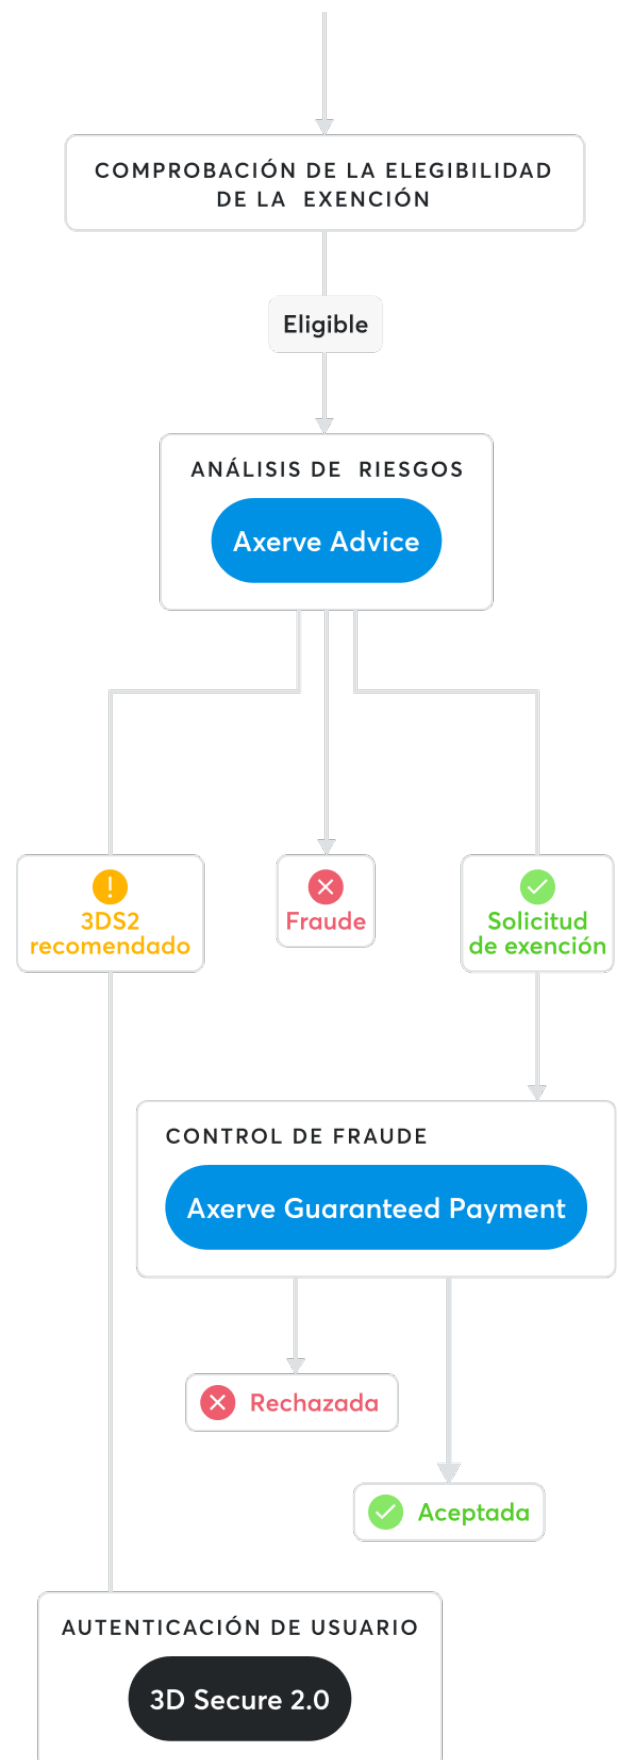 COMPROBACIÓN DE LA ELEGIBILIDAD
DE LA EXENCIÓN
Eligible
ANÁLISIS DE RIESGOS
Axerve Advice
3DS2
recomendado
Fraude
Solicitud
de exención
CONTROL DE FRAUDE
Axerve Guaranteed Payment
Rechazada
Aceptada
AUTENTICACIÓN DE USUARIO
3D Secure 2.0